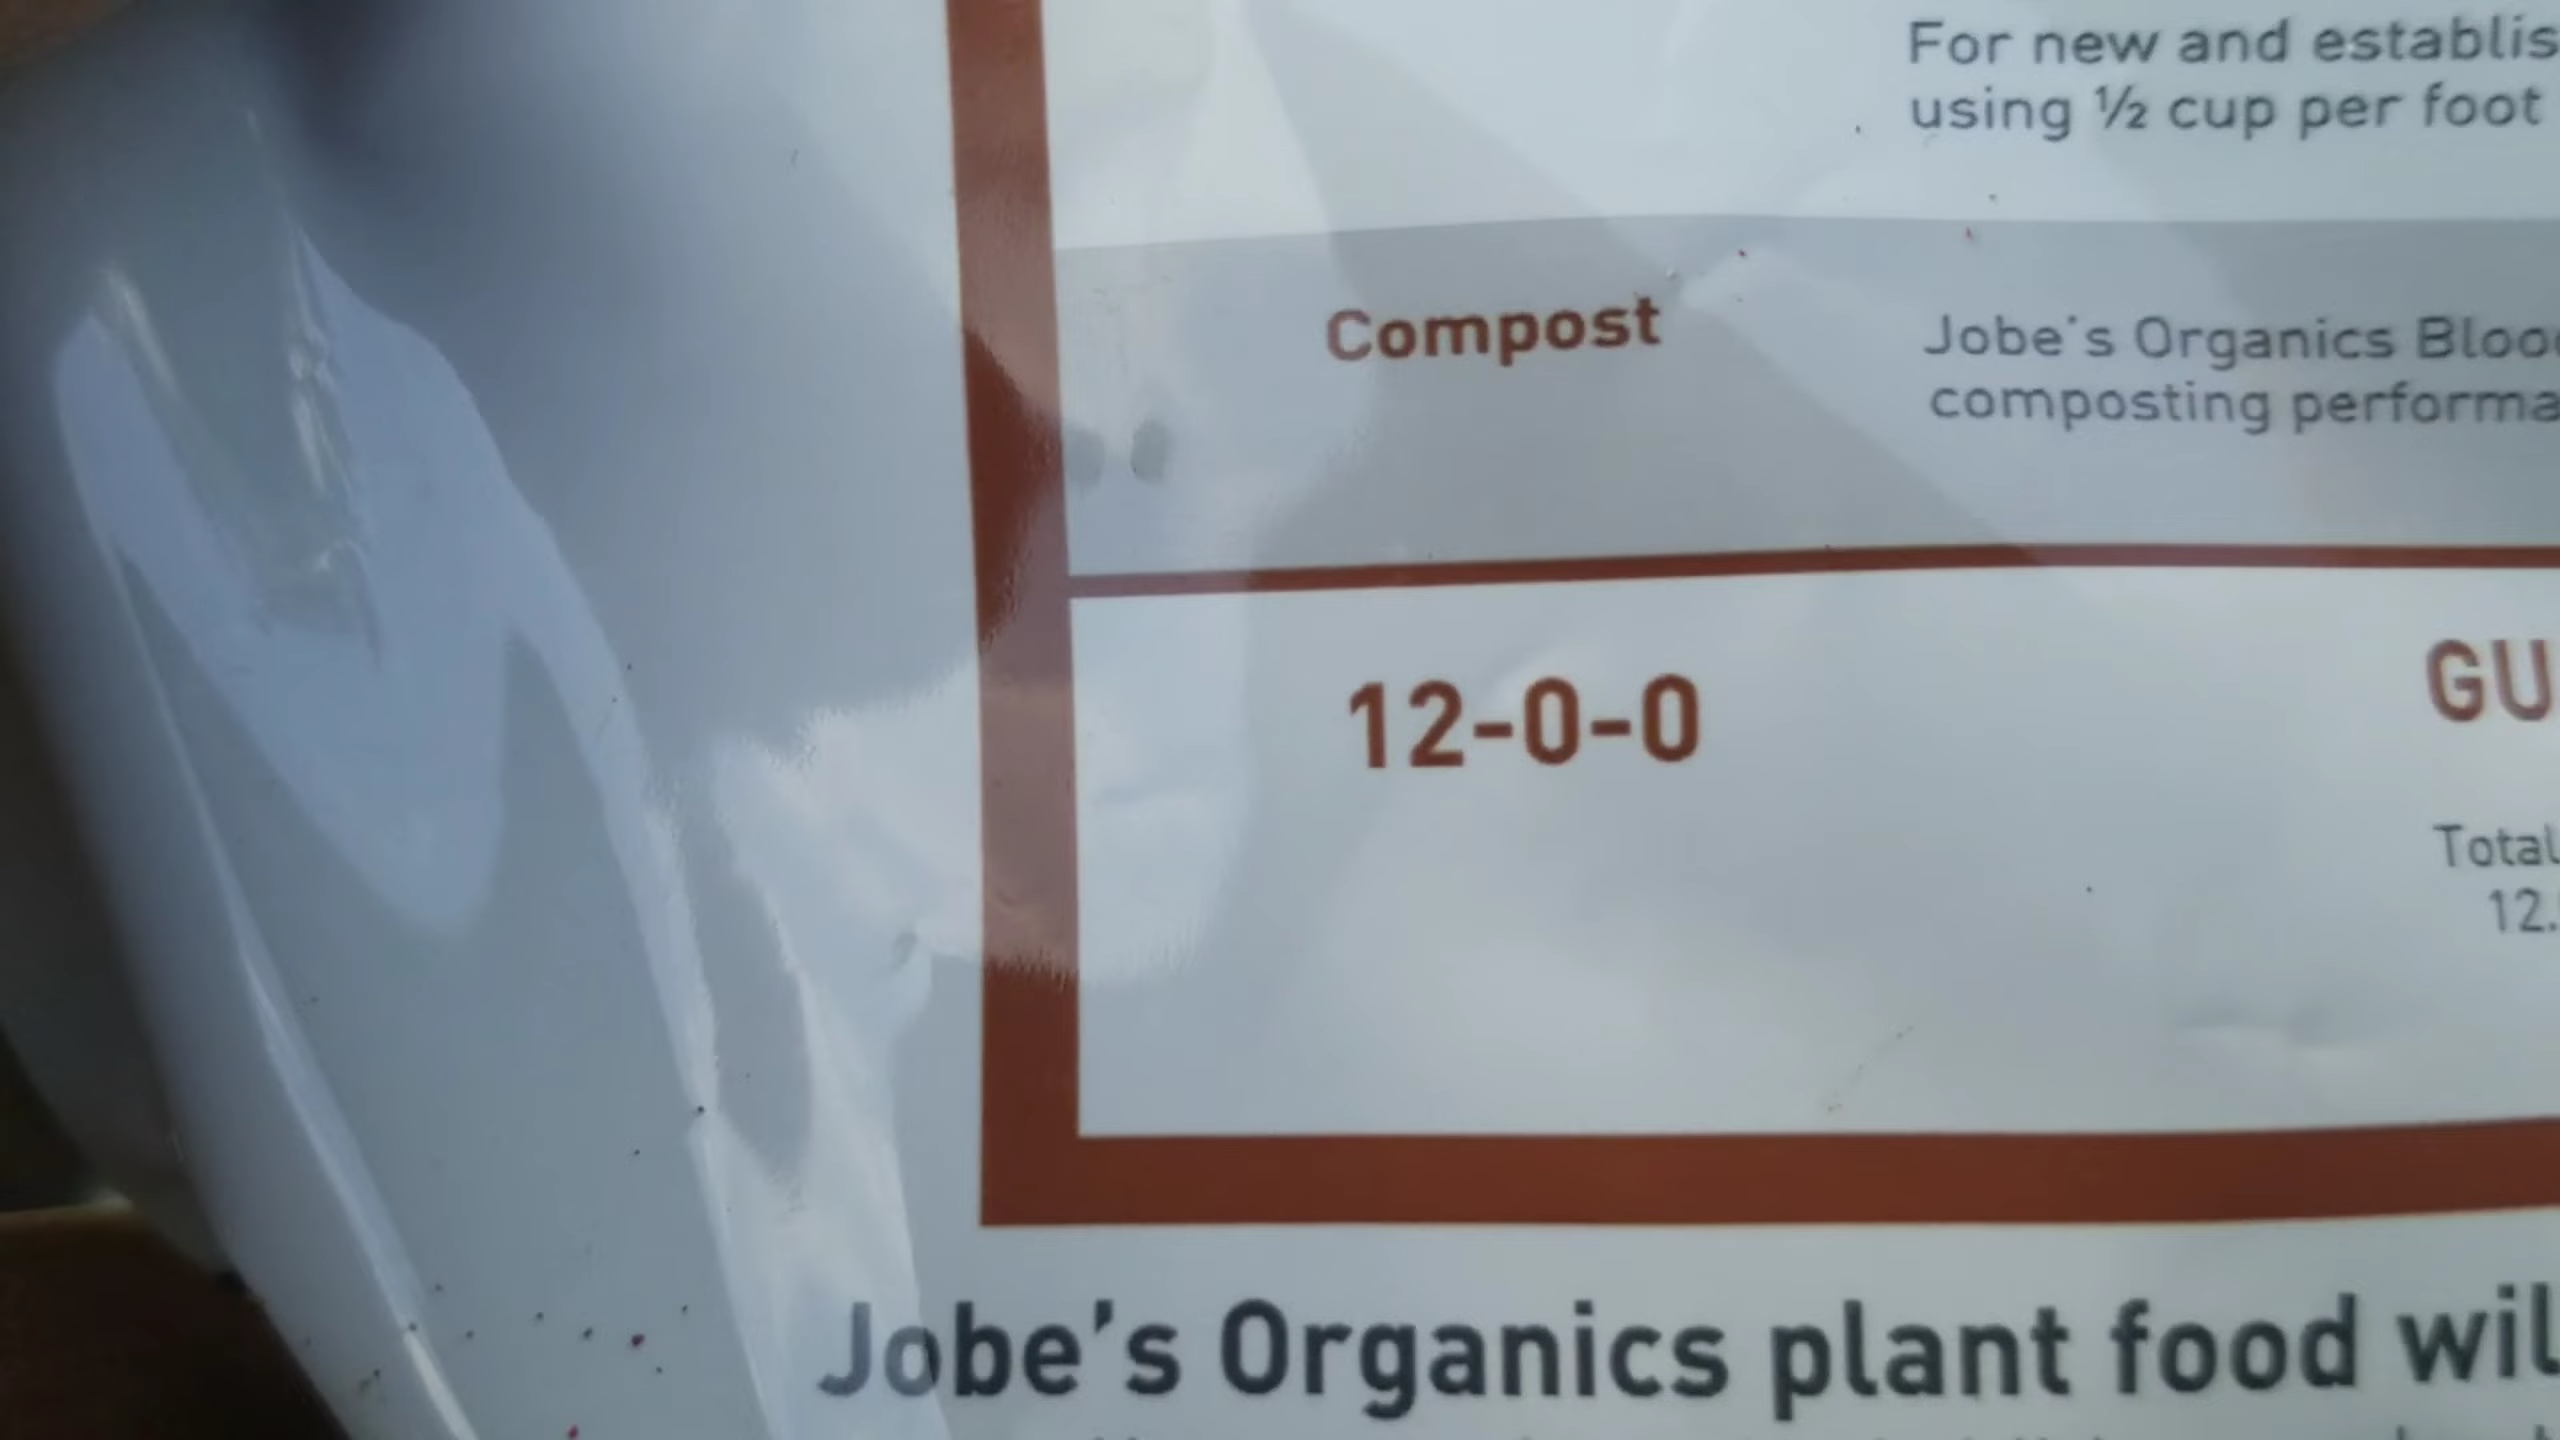 For new and establis
using ½ cup per foot
Compost
Jobe's Organics Bloo
composting performa
12-0-0
GU
Total
12.
Jobe's Organics plant food wil